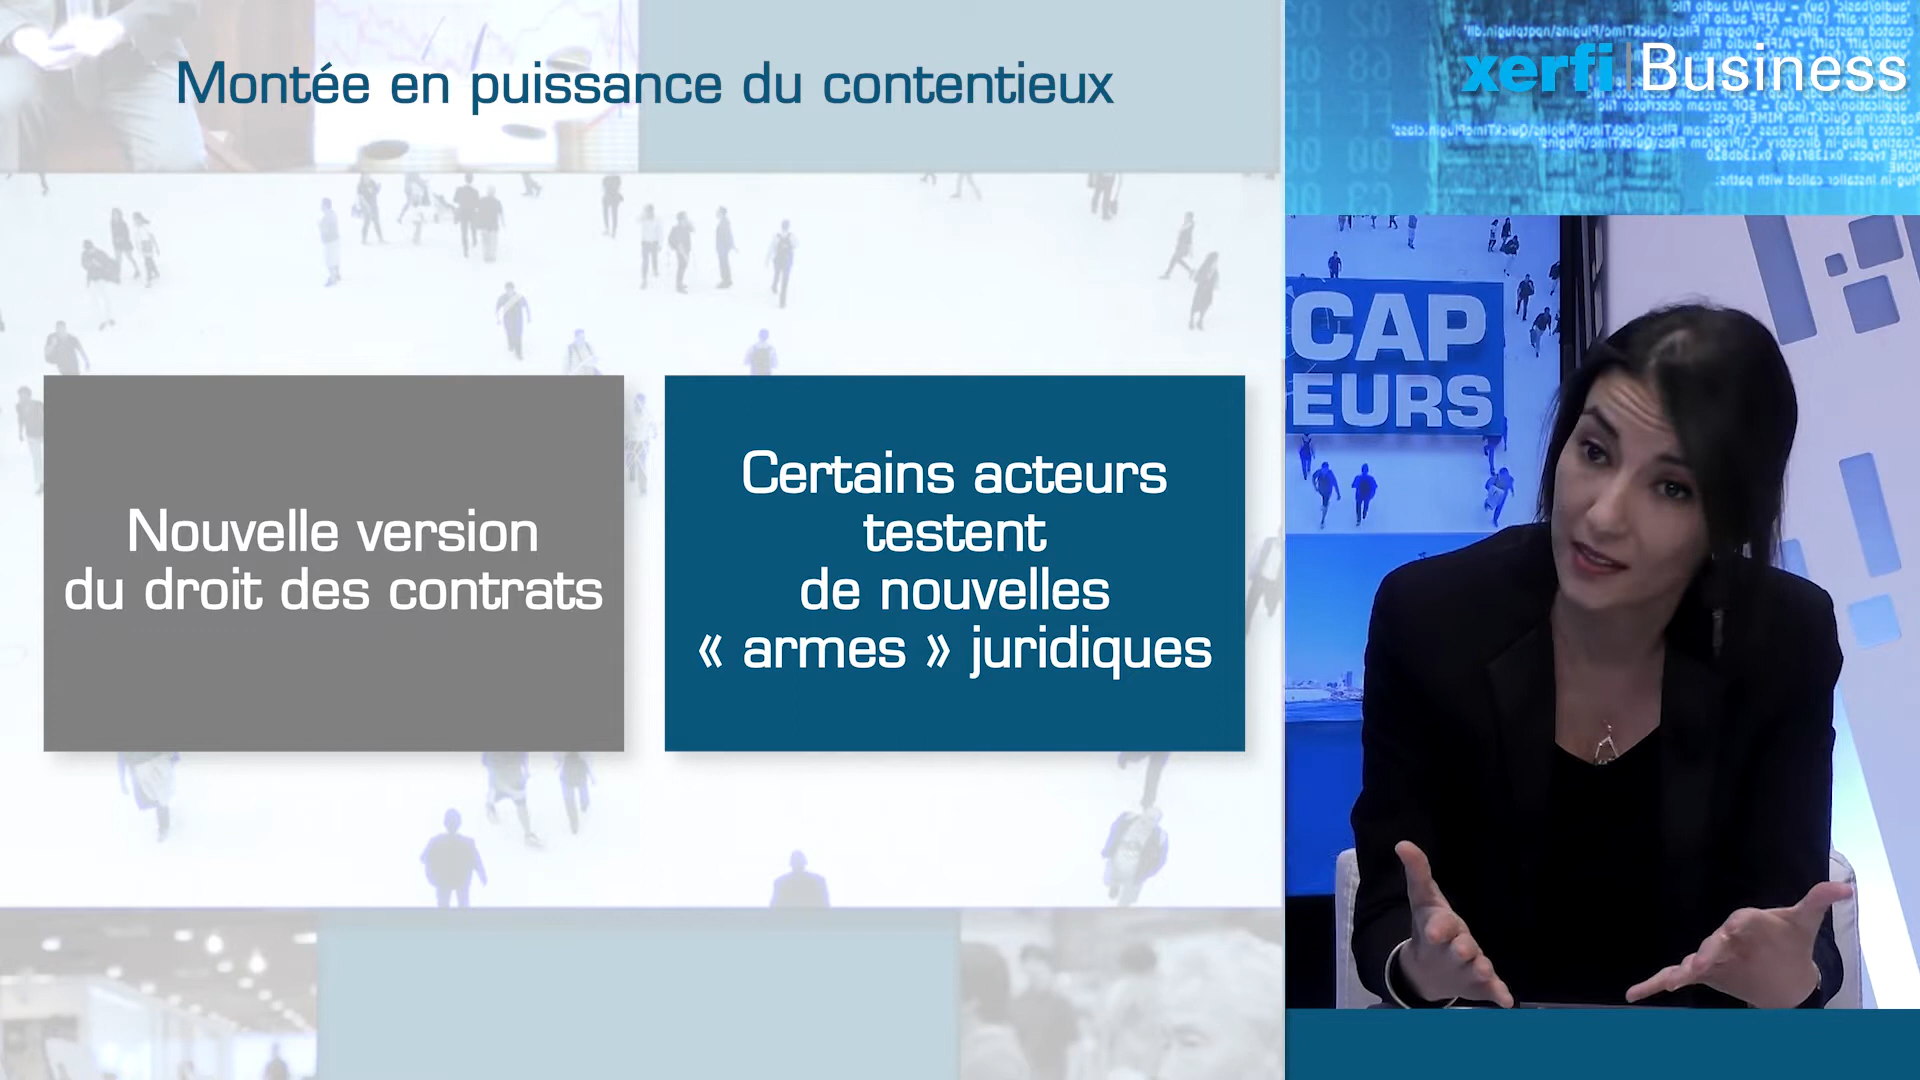 Montée en puissance du contentieux
Nouvelle version
du droit des contrats
Certains acteurs
testent
de nouvelles
« armes » juridiques
xerfi|Business
CAP
EURS